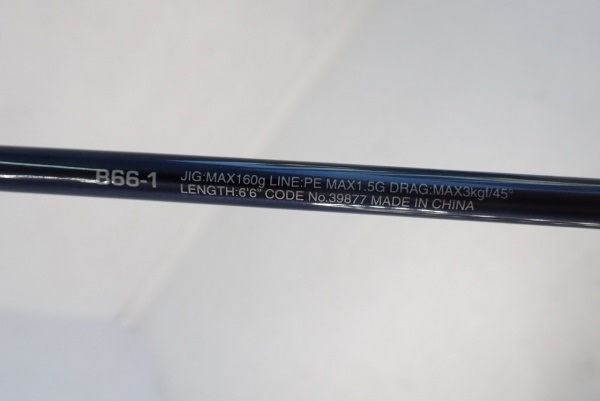 B66-1
JIG:MAX160g LINE:PE MAX1.5G DRAG:MAX3kgf/45°
LENGTH:6'6" CODE No.39877 MADE IN CHINA